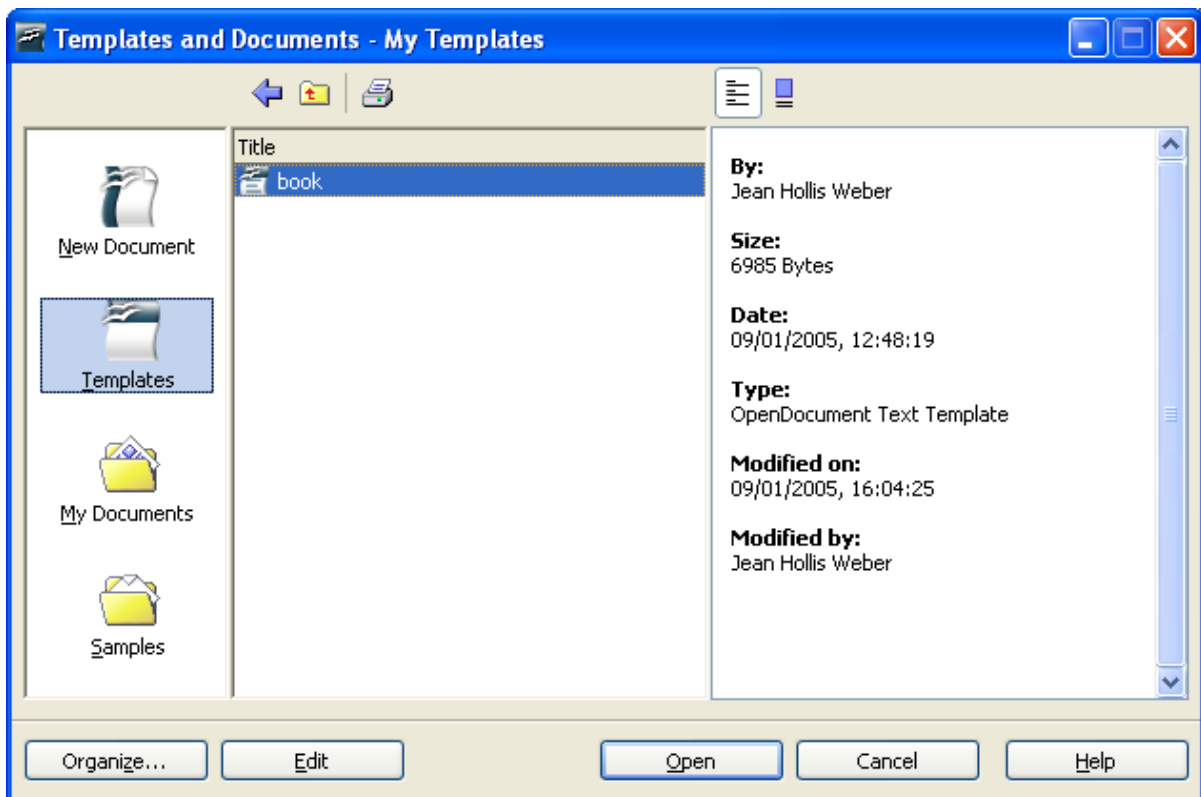 Templates and Documents - My Templates
New Document
Templates
My Documents
Samples
Title
book
By:
Jean Hollis Weber
Size:
6985 Bytes
Date:
09/01/2005, 12:48:19
Type:
OpenDocument Text Template
Modified on:
09/01/2005, 16:04:25
Modified by:
Jean Hollis Weber
Organize...
Edit
Open
Cancel
Help